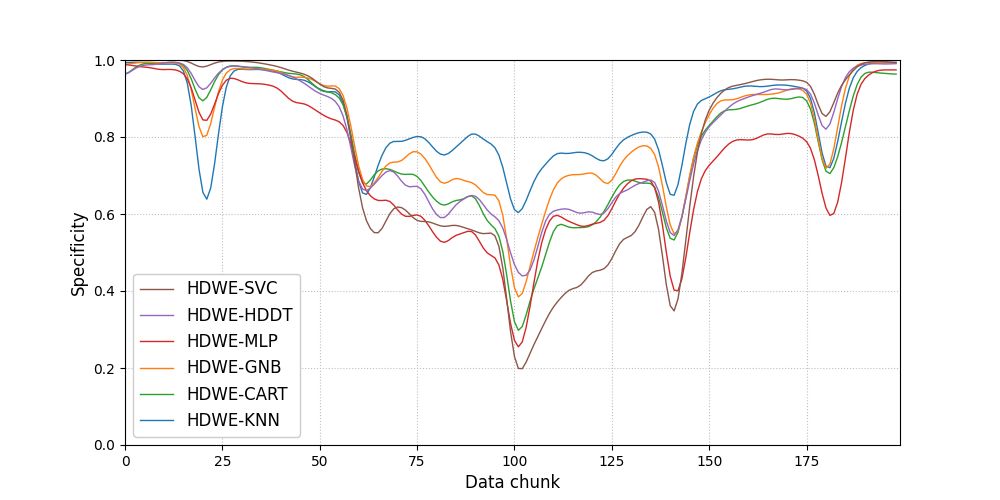 1.0
0.8
0.6
0.4
0.2
0.0
Specificity
HDWE-SVC
HDWE-HDDT
HDWE-MLP
HDWE-GNB
HDWE-CART
HDWE-KNN
0 25 50 75 100 125 150 175
Data chunk